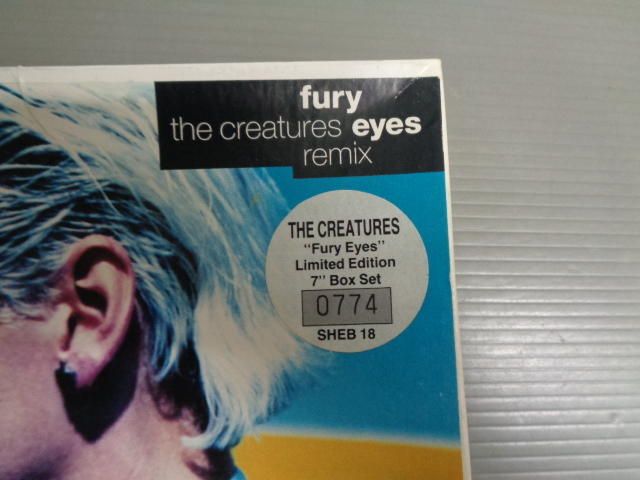 fury
the creatures eyes
remix
THE CREATURES
"Fury Eyes"
Limited Edition
7" Box Set
0774
SHEB 18